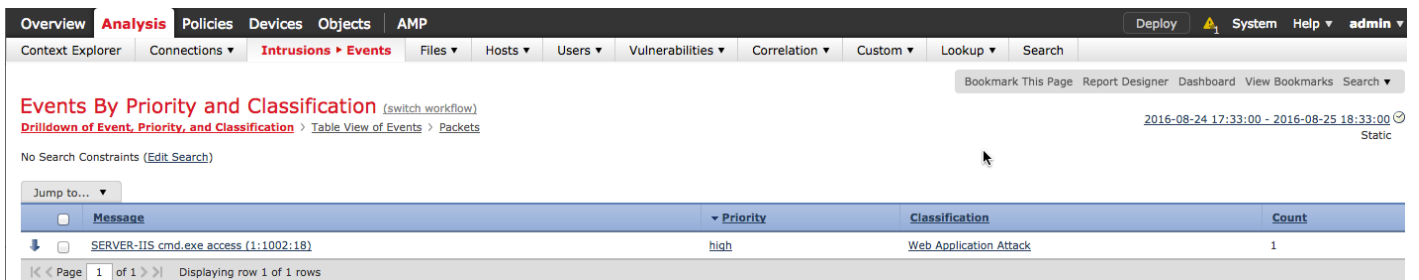 Overview Analysis Policies Devices Objects AMP Deploy 1 System Help admin
Context Explorer Connections Intrusions Events Files Hosts Users Vulnerabilities Correlation Custom Lookup Search
Bookmark This Page Report Designer Dashboard View Bookmarks Search
Events By Priority and Classification (switch workflow)
2016-08-24 17:33:00 - 2016-08-25 18:33:00
Drilldown of Event, Priority, and Classification > Table View of Events > Packets
Static
No Search Constraints (Edit Search)
Jump to...
Message Priority Classification Count
SERVER-IIS cmd.exe access (1:1002:18) high Web Application Attack 1
|< < Page 1 of 1 > >| Displaying row 1 of 1 rows